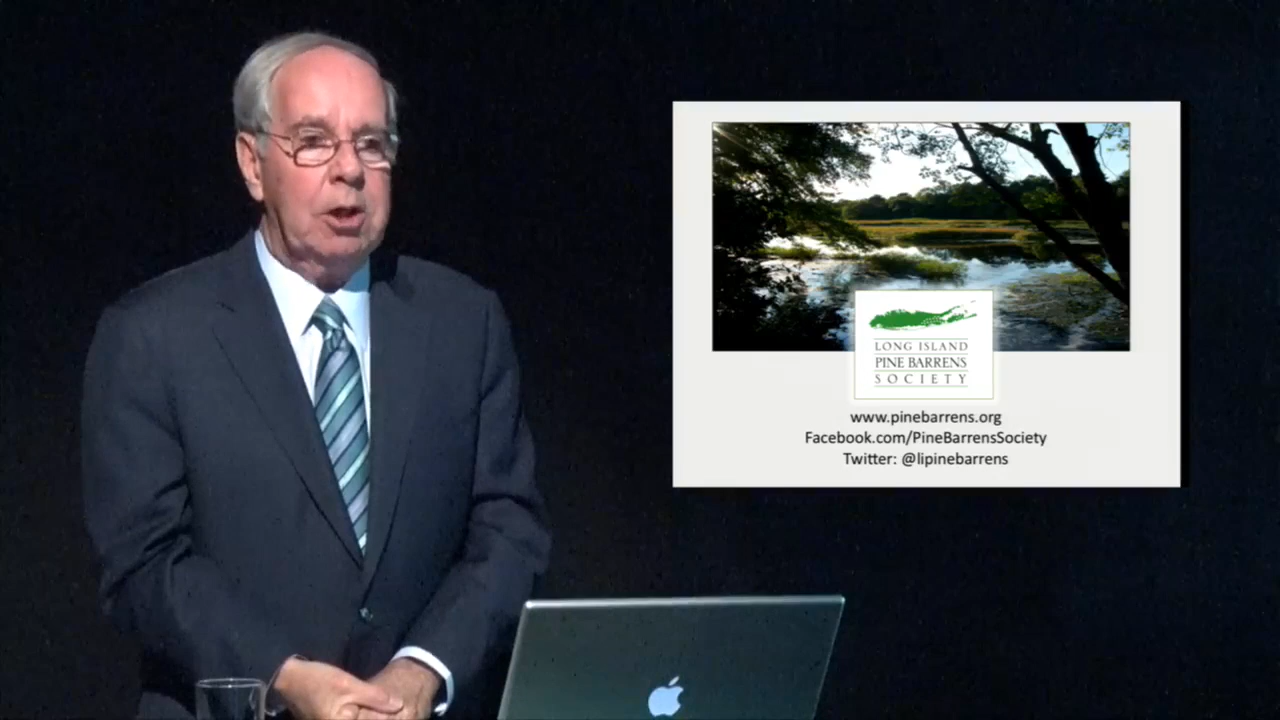 LONG ISLAND
PINE BARRENS
SOCIETY
www.pinebarrens.org
Facebook.com/PineBarrensSociety
Twitter: @lipinebarrens